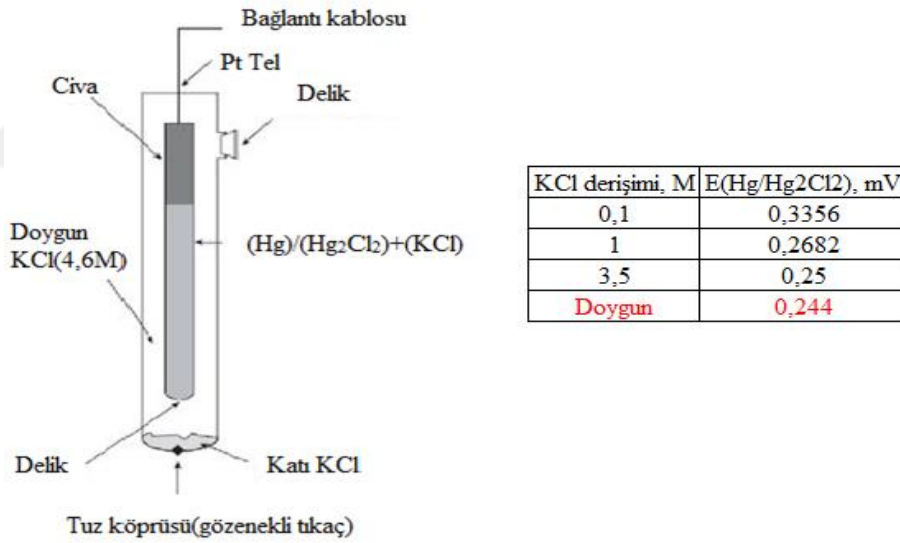 Bağlantı kablosu
Pt Tel
Civa
Delik
Doygun
KCl(4,6M)
(Hg)/(Hg₂Cl₂)+(KCl)
Delik
Katı KCl
Tuz köprüsü(gözenekli tıkaç)
KCl derişimi, M E(Hg/Hg2Cl2), mV
0,1 0,3356
1 0,2682
3,5 0,25
Doygun 0,244